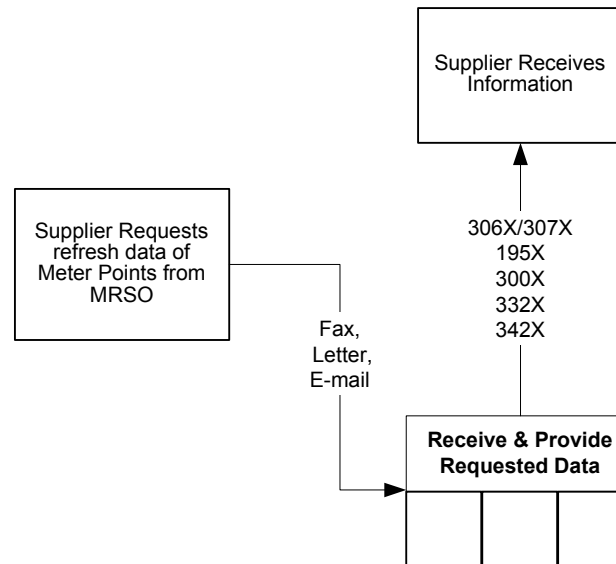 Supplier Receives
Information
306X/307X
195X
300X
332X
342X
Supplier Requests
refresh data of
Meter Points from
MRSO
Fax,
Letter,
E-mail
Receive & Provide
Requested Data